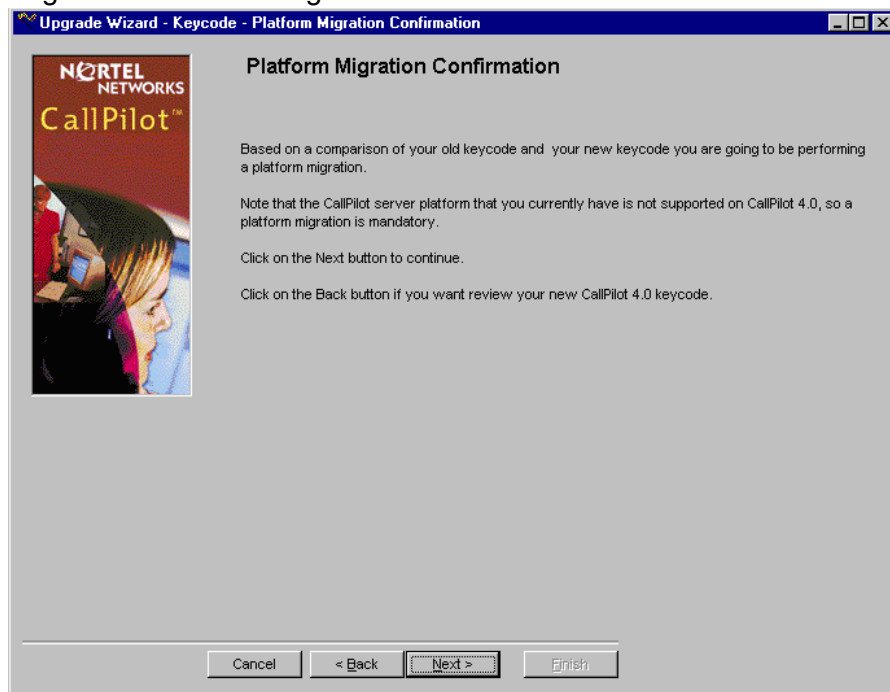 Upgrade Wizard - Keycode - Platform Migration Confirmation
NORTEL
NETWORKS
CallPilot™
Platform Migration Confirmation
Based on a comparison of your old keycode and your new keycode you are going to be performing
a platform migration.
Note that the CallPilot server platform that you currently have is not supported on CallPilot 4.0, so a
platform migration is mandatory.
Click on the Next button to continue.
Click on the Back button if you want review your new CallPilot 4.0 keycode.
Cancel
< Back
Next >
Finish